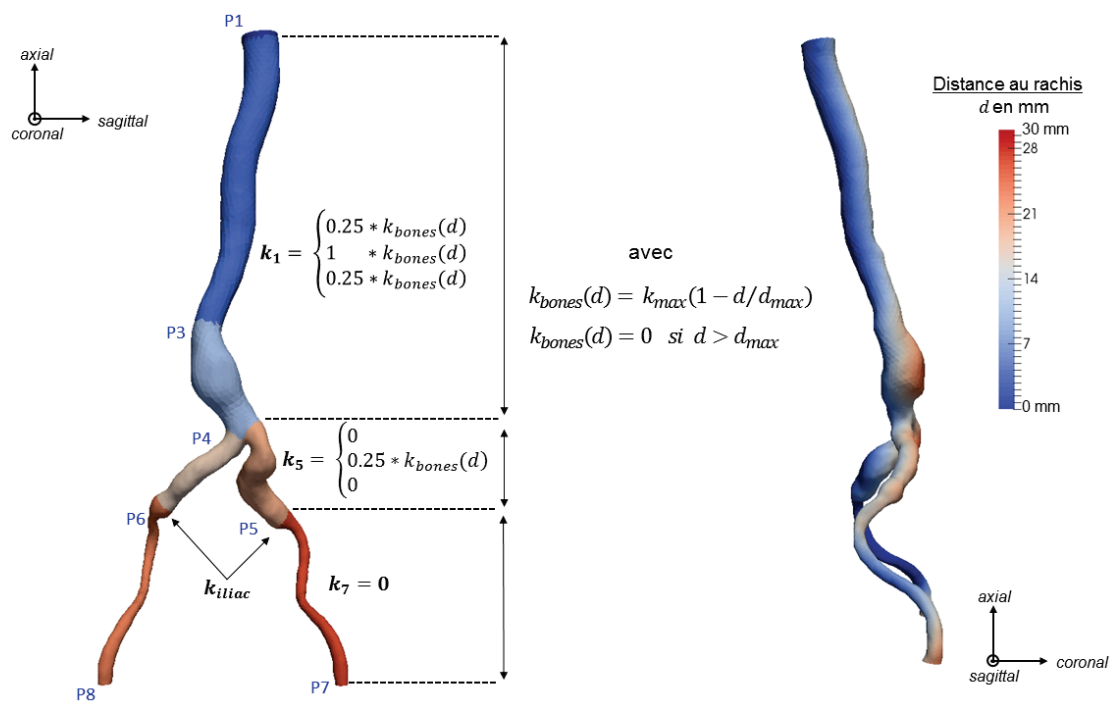 P1
axial
sagittal
coronal
k₁ = { 0.25 * k_bones(d)
1 * k_bones(d)
0.25 * k_bones(d)
P3
P4
k₅ = { 0
0.25 * k_bones(d)
0
P6
P5
k_iliac
k₇ = 0
P8
P7
avec
k_bones(d) = k_max(1 − d/d_max)
k_bones(d) = 0 si d > d_max
Distance au rachis
d en mm
30 mm
28
21
14
7
0 mm
axial
coronal
sagittal